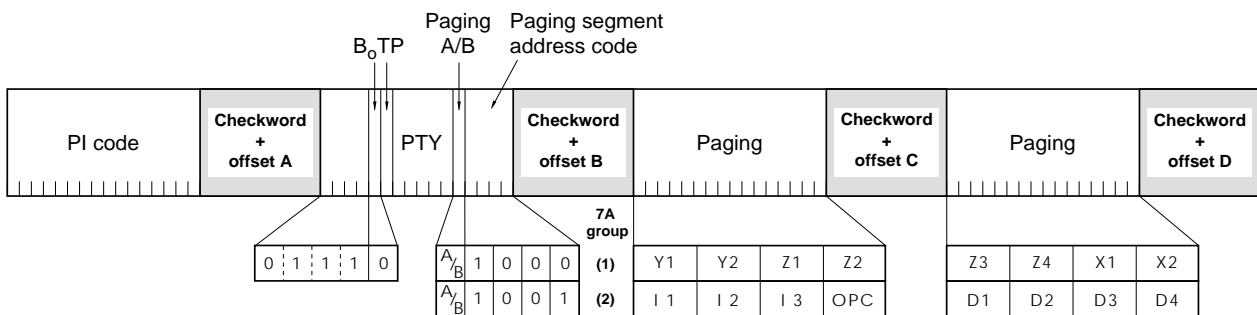 Paging Paging segment
B₀ TP A/B address code
PI code
Checkword
+
offset A
PTY
Checkword
+
offset B
Paging
Checkword
+
offset C
Paging
Checkword
+
offset D
7A
group
0 1 1 1 0
A/B 1 0 0 0 (1) Y1 Y2 Z1 Z2 Z3 Z4 X1 X2
A/B 1 0 0 1 (2) I1 I2 I3 OPC D1 D2 D3 D4